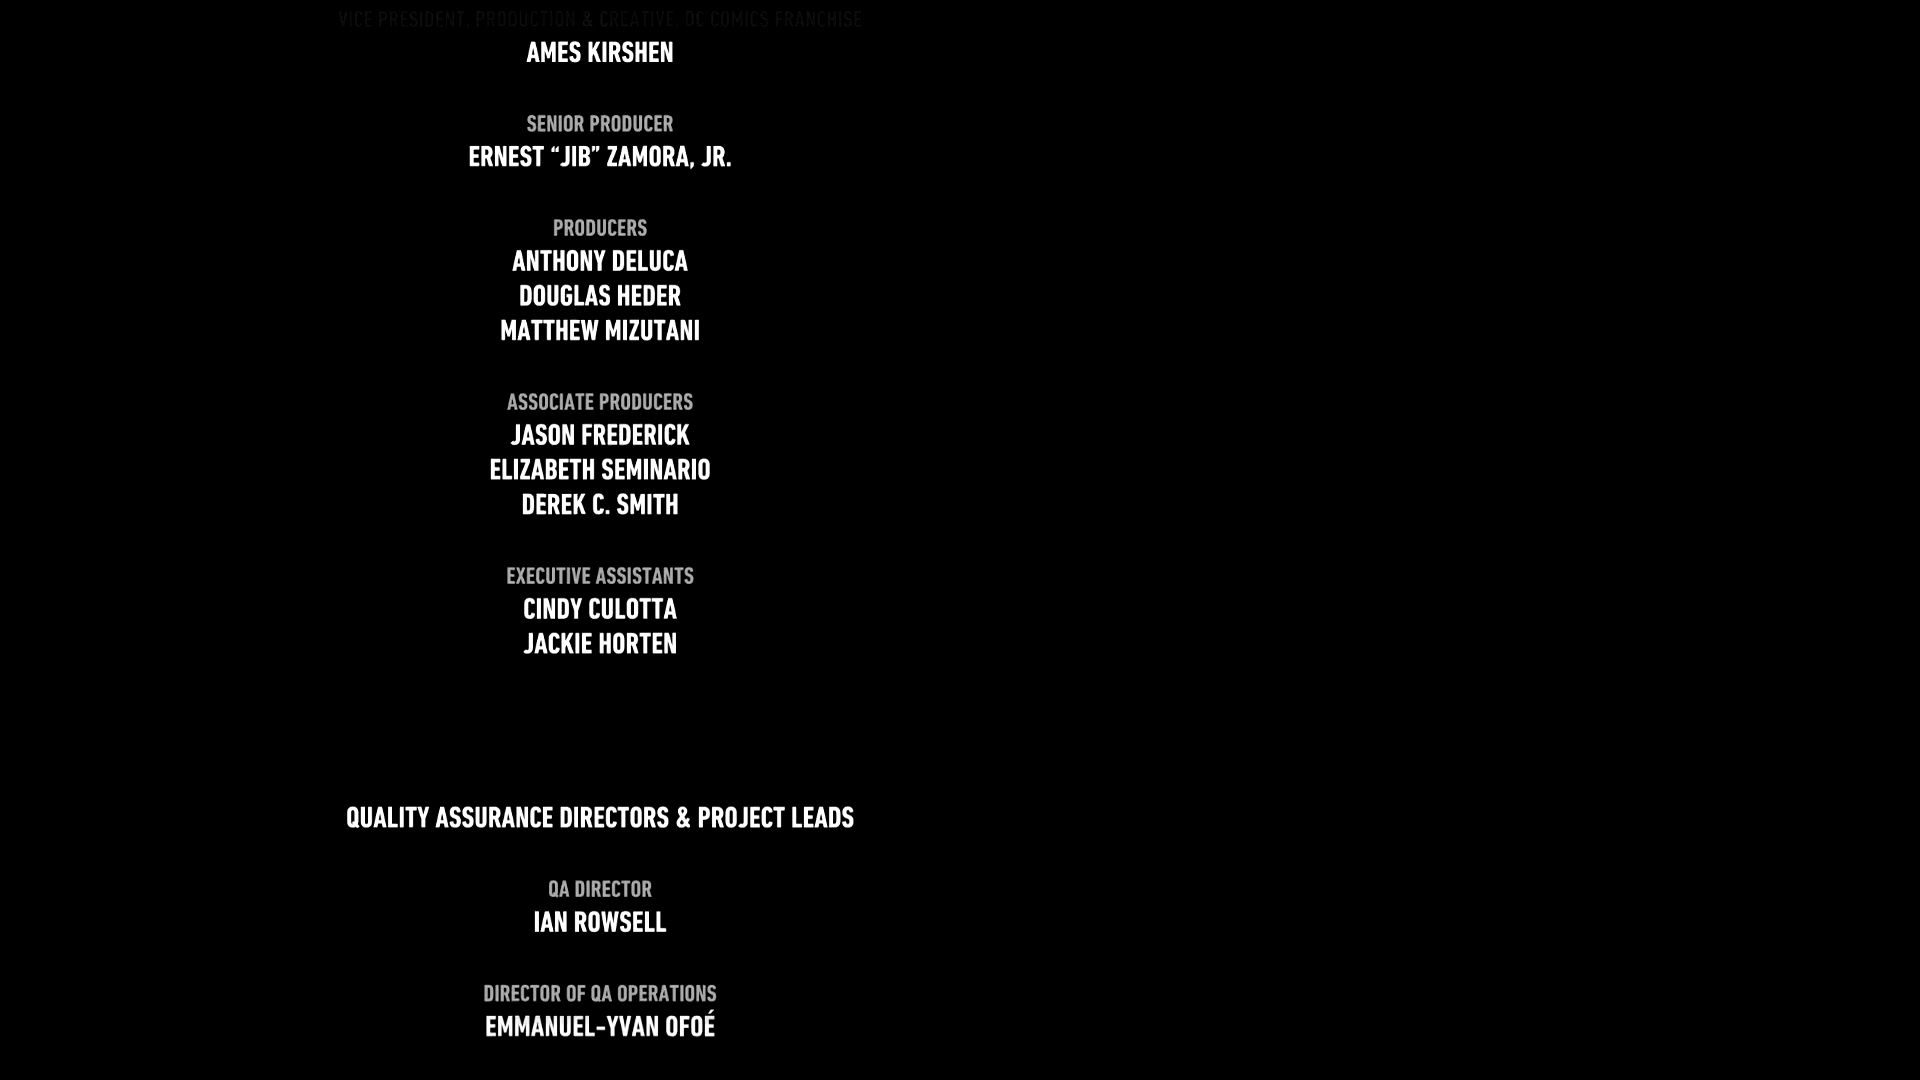 VICE PRESIDENT, PRODUCTION & CREATIVE, DC COMICS FRANCHISE
AMES KIRSHEN
SENIOR PRODUCER
ERNEST “JIB” ZAMORA, JR.
PRODUCERS
ANTHONY DELUCA
DOUGLAS HEDER
MATTHEW MIZUTANI
ASSOCIATE PRODUCERS
JASON FREDERICK
ELIZABETH SEMINARIO
DEREK C. SMITH
EXECUTIVE ASSISTANTS
CINDY CULOTTA
JACKIE HORTEN
QUALITY ASSURANCE DIRECTORS & PROJECT LEADS
QA DIRECTOR
IAN ROWSELL
DIRECTOR OF QA OPERATIONS
EMMANUEL-YVAN OFOÉ